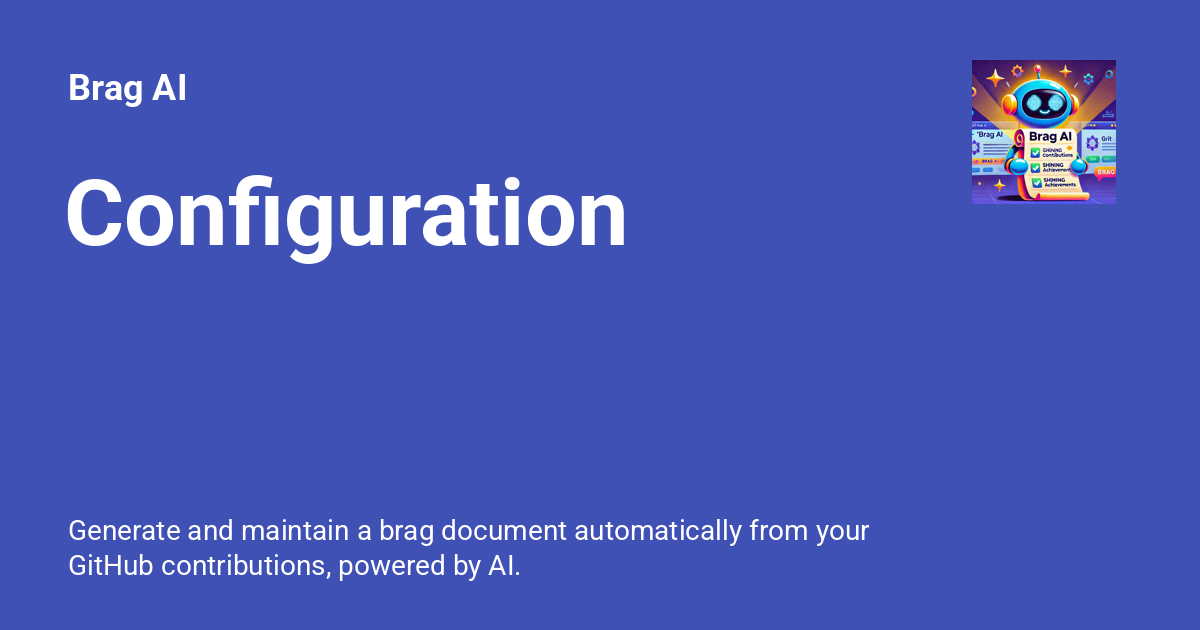 Brag AI
Configuration
Generate and maintain a brag document automatically from your
GitHub contributions, powered by AI.
'Brag AI
Brag AI
SHINING
Contributions
SHINING
Achievement
SHINING
Achievements
BRAG A
Grit
BRAG